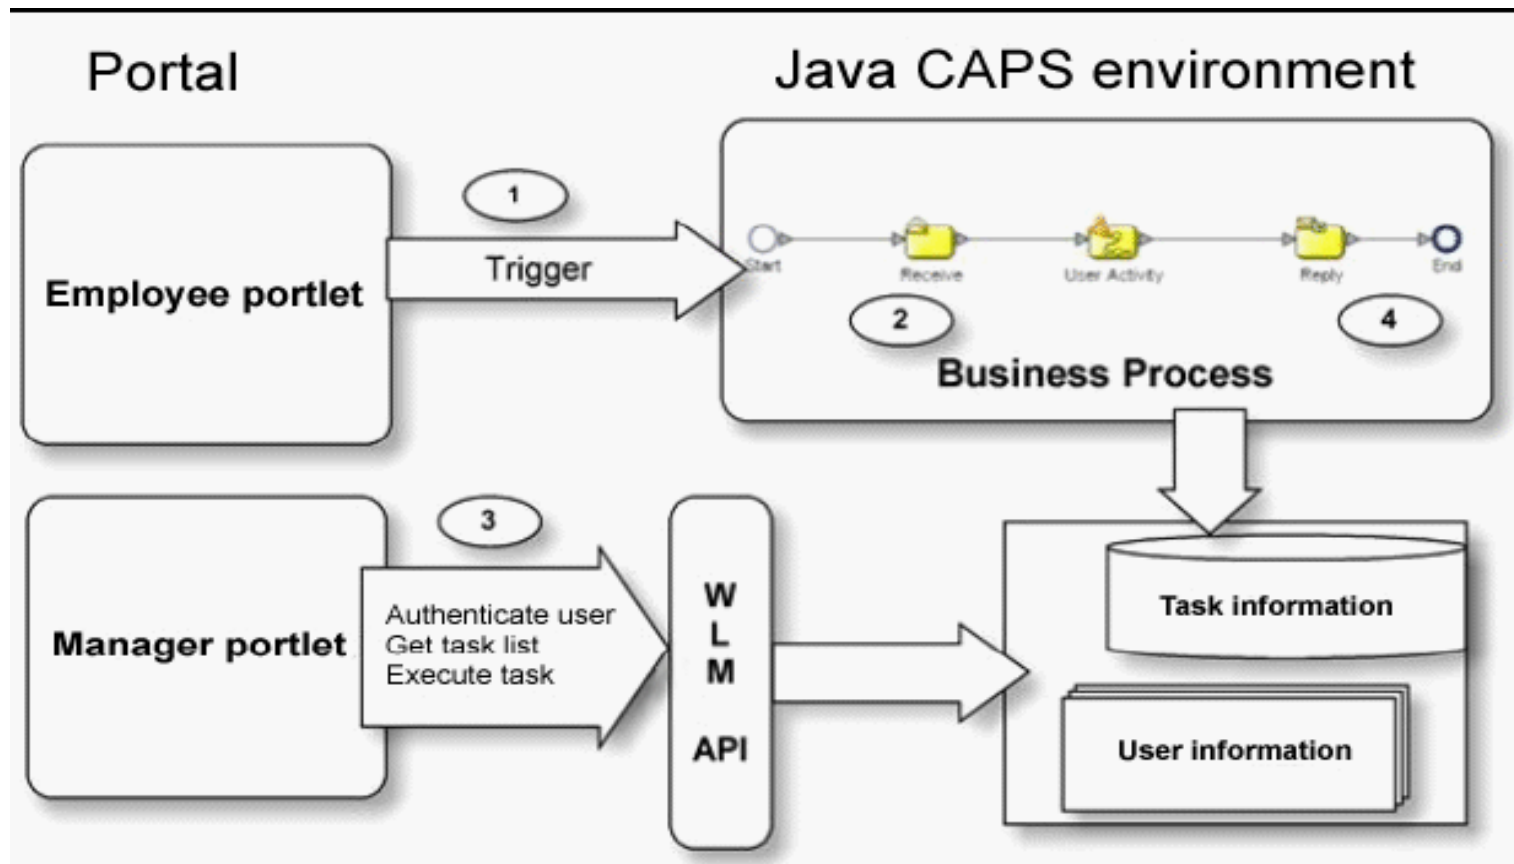 Portal
Java CAPS environment
1
Employee portlet
Trigger
Start
Receive
User Activity
Reply
End
2
4
Business Process
3
Manager portlet
Authenticate user
Get task list
Execute task
W
L
M
API
Task information
User information